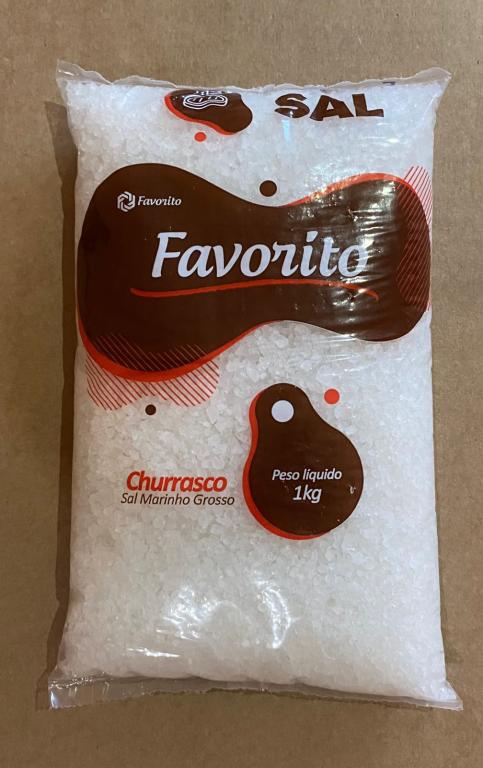 SAL
Favorito
Favorito
Churrasco
Sal Marinho Grosso
Peso líquido
1kg